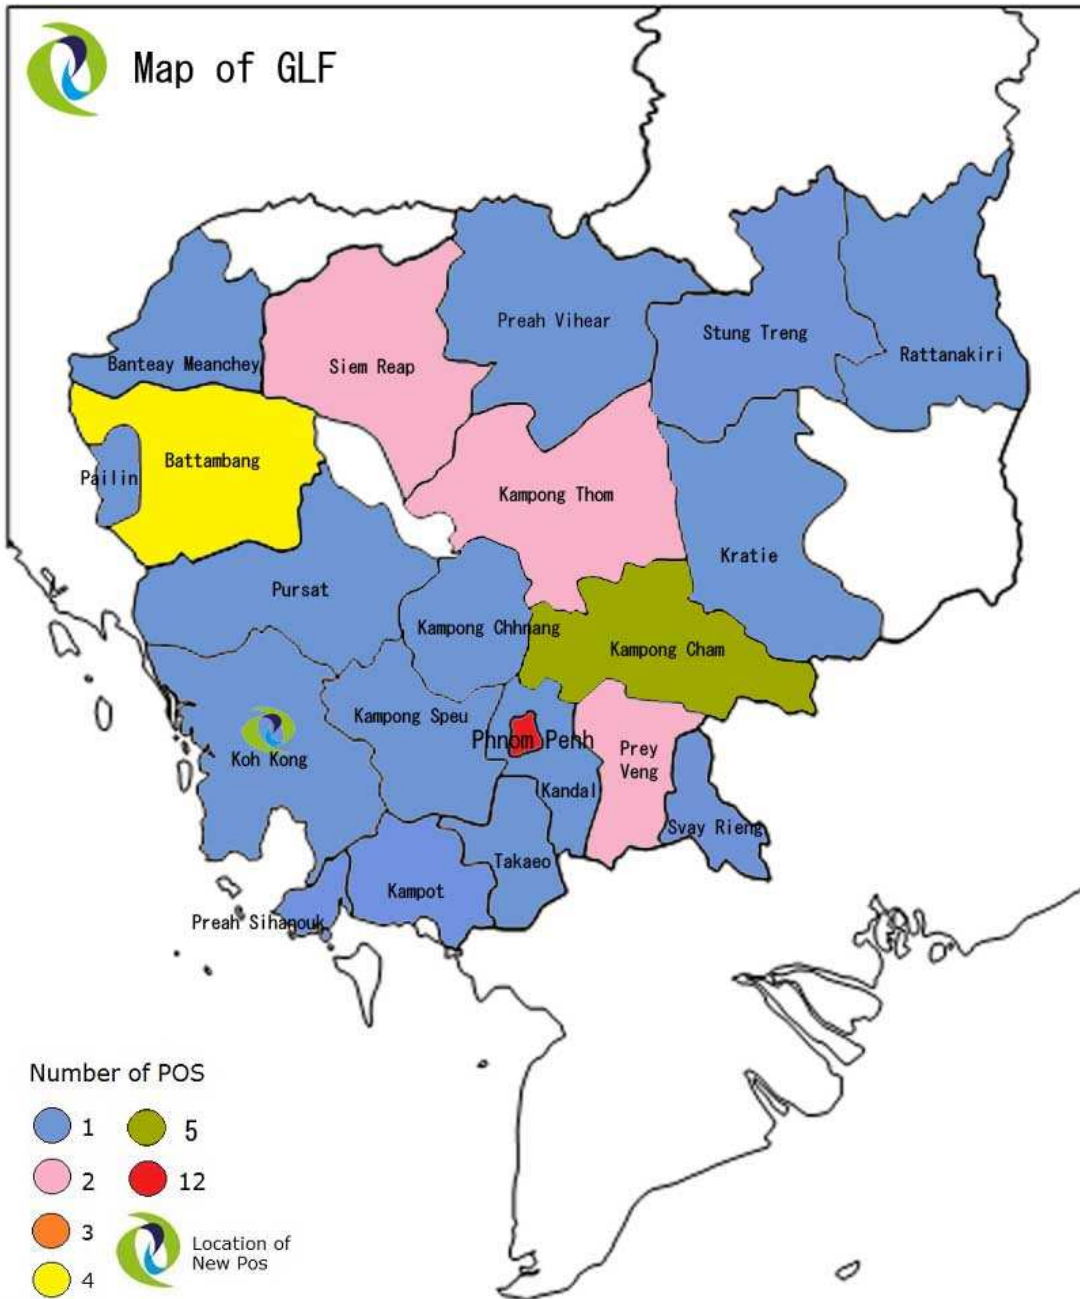 Map of GLF
Preah Vihear
Stung Treng
Rattanakiri
Banteay Meanchey
Siem Reap
Battambang
Pailin
Kampong Thom
Kratie
Pursat
Kampong Chhnang
Kampong Cham
Kampong Speu
Phnom Penh
Koh Kong
Prey
Veng
Kandal
Svay Rieng
Takaeo
Kampot
Preah Sihanouk
Number of POS
1
5
2
12
3
4
Location of
New Pos